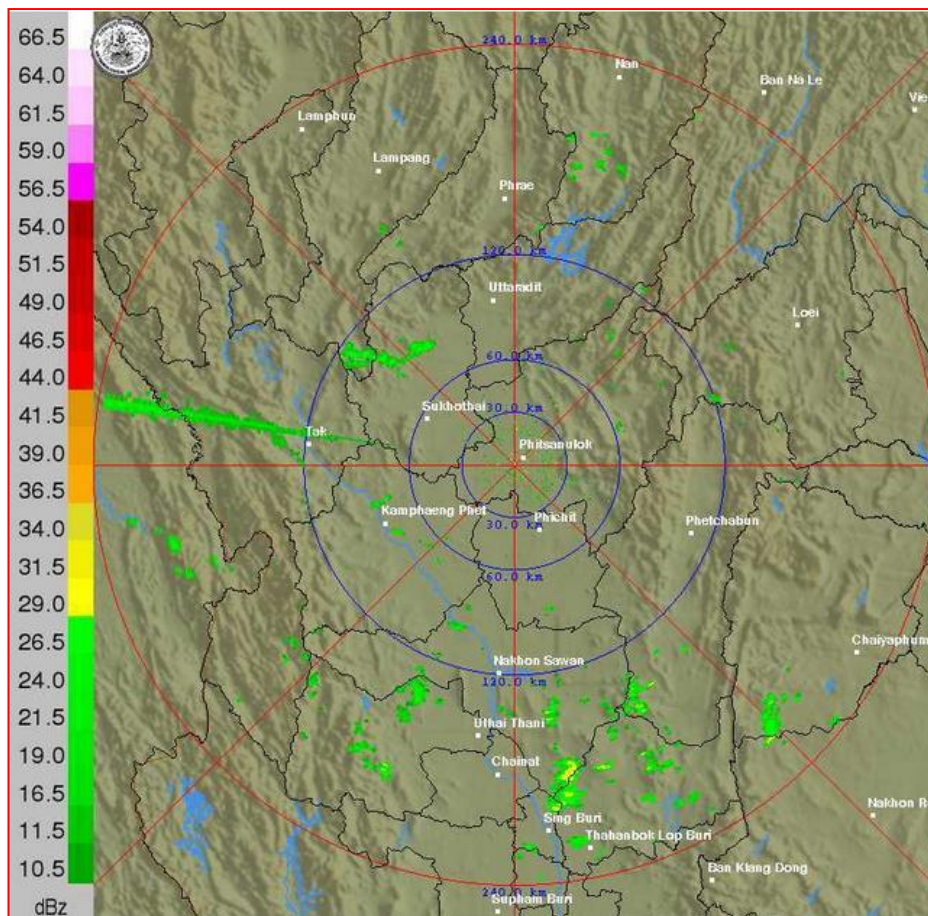 66.5
64.0
61.5
59.0
56.5
54.0
51.5
49.0
46.5
44.0
41.5
39.0
36.5
34.0
31.5
29.0
26.5
24.0
21.5
19.0
16.5
11.5
10.5
dBz
240.0 km
Nan
Ban Na Le
Vie
Lamphun
Lampang
Phrae
120.0 km
Uttaradit
Loei
60.0 km
Sukhothai
30.0 km
Tak
Phitsanulok
Kamphaeng Phet
Phichit
30.0 km
Phetchabun
60.0 km
Chaiyaphum
Nakhon Sawan
120.0 km
Uthai Thani
Chainat
Nakhon R
Sing Buri
Thahanbok Lop Buri
Ban Klang Dong
240.0 km
Supham Buri